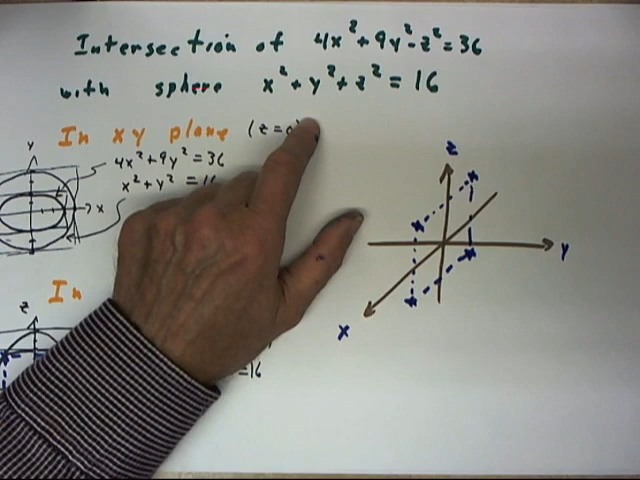 Intersection of 4x²+9y²-z²=36
with sphere x²+y²+z²=16
In xy plane (z=0)
4x²+9y²=36
x²+y²=
y
x
z
y
x
In
z
=16